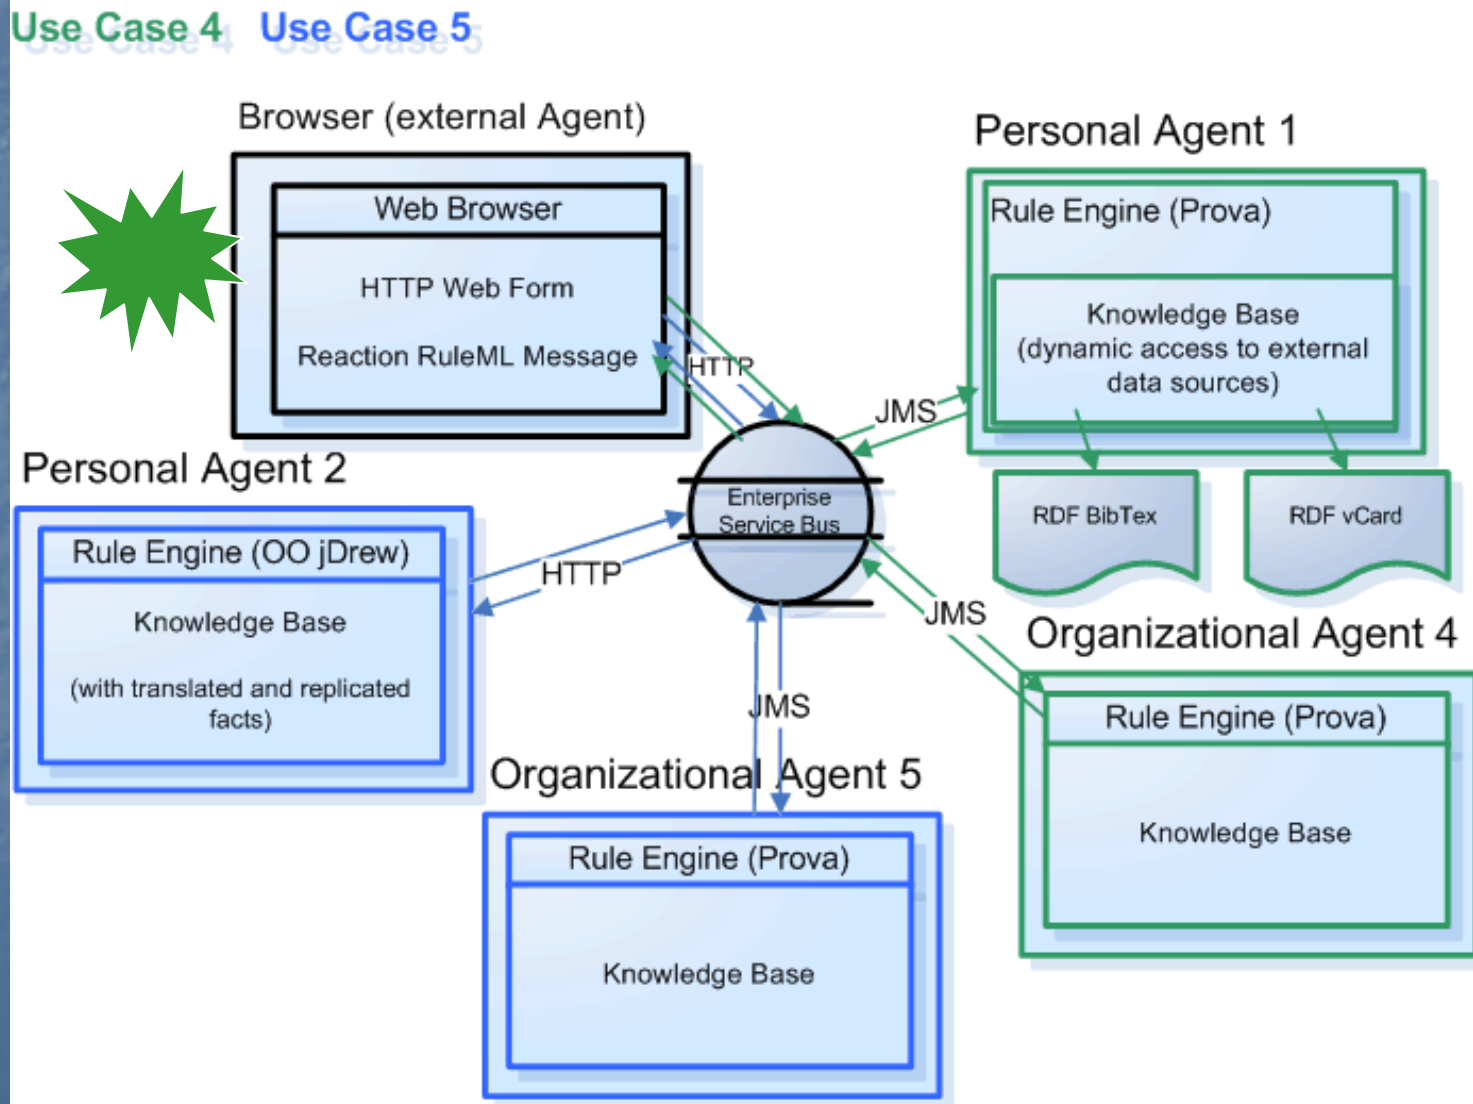 Use Case 4 Use Case 5
Browser (external Agent)
Web Browser
HTTP Web Form
Reaction RuleML Message
HTTP
Personal Agent 1
Rule Engine (Prova)
Knowledge Base
(dynamic access to external
data sources)
JMS
RDF BibTex
RDF vCard
Enterprise
Service Bus
Personal Agent 2
Rule Engine (OO jDrew)
Knowledge Base
(with translated and replicated
facts)
HTTP
JMS
Organizational Agent 4
Rule Engine (Prova)
Knowledge Base
JMS
Organizational Agent 5
Rule Engine (Prova)
Knowledge Base